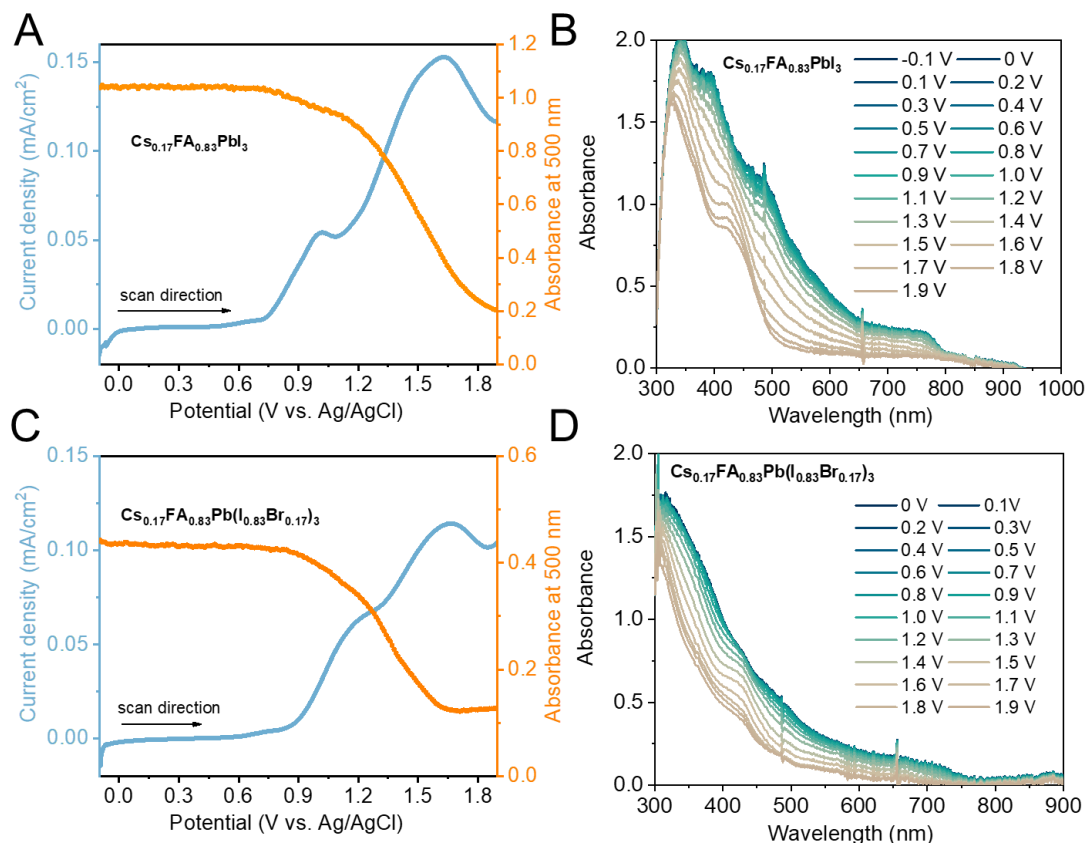 A
Current density (mA/cm²)
0.15
0.10
0.05
0.00
Cs₀.₁₇FA₀.₈₃PbI₃
scan direction
0.0 0.3 0.6 0.9 1.2 1.5 1.8
Potential (V vs. Ag/AgCl)
1.2
1.0
0.8
0.6
0.4
0.2
0.0
Absorbance at 500 nm
B
Absorbance
2.0
1.5
1.0
0.5
0.0
Cs₀.₁₇FA₀.₈₃PbI₃
-0.1 V 0 V
0.1 V 0.2 V
0.3 V 0.4 V
0.5 V 0.6 V
0.7 V 0.8 V
0.9 V 1.0 V
1.1 V 1.2 V
1.3 V 1.4 V
1.5 V 1.6 V
1.7 V 1.8 V
1.9 V
300 400 500 600 700 800 900 1000
Wavelength (nm)
C
Current density (mA/cm²)
0.15
0.10
0.05
0.00
Cs₀.₁₇FA₀.₈₃Pb(I₀.₈₃Br₀.₁₇)₃
scan direction
0.0 0.3 0.6 0.9 1.2 1.5 1.8
Potential (V vs. Ag/AgCl)
0.6
0.4
0.2
0.0
Absorbance at 500 nm
D
Absorbance
2.0
1.5
1.0
0.5
0.0
Cs₀.₁₇FA₀.₈₃Pb(I₀.₈₃Br₀.₁₇)₃
0 V 0.1V
0.2 V 0.3V
0.4 V 0.5 V
0.6 V 0.7 V
0.8 V 0.9 V
1.0 V 1.1 V
1.2 V 1.3 V
1.4 V 1.5 V
1.6 V 1.7 V
1.8 V 1.9 V
300 400 500 600 700 800 900
Wavelength (nm)